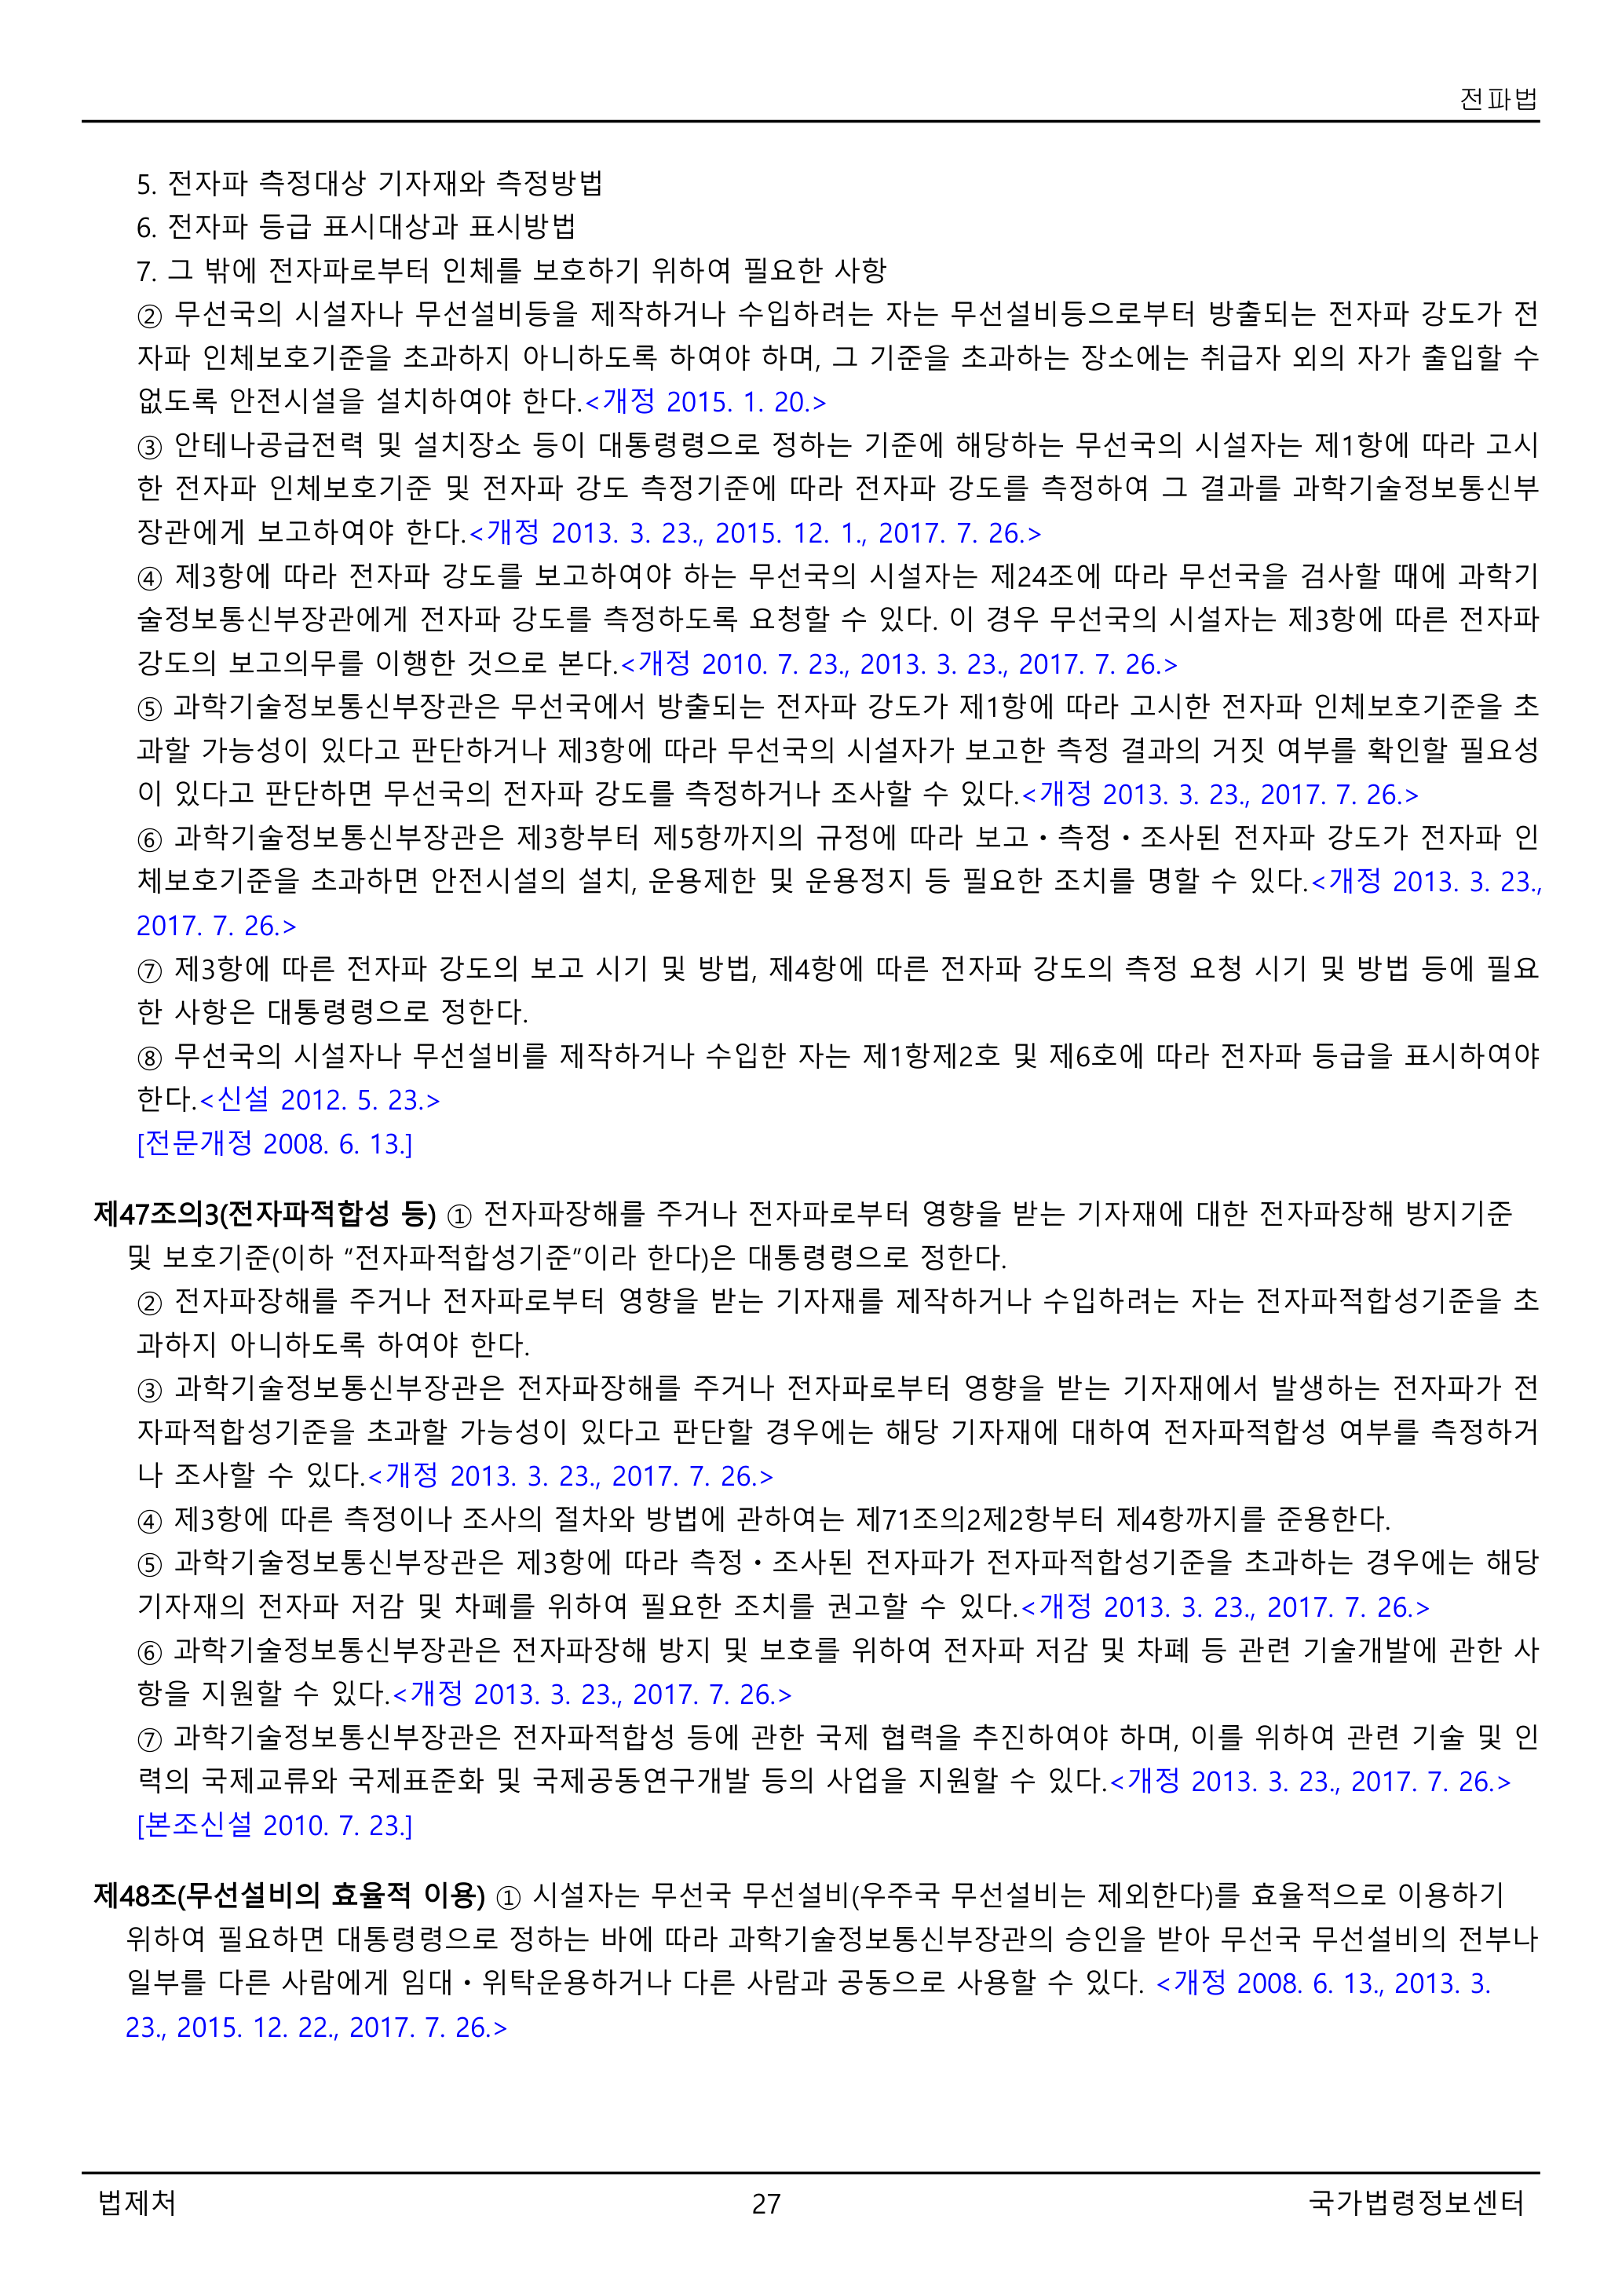 전파법
5. 전자파 측정대상 기자재와 측정방법
6. 전자파 등급 표시대상과 표시방법
7. 그 밖에 전자파로부터 인체를 보호하기 위하여 필요한 사항
② 무선국의 시설자나 무선설비등을 제작하거나 수입하려는 자는 무선설비등으로부터 방출되는 전자파 강도가 전
자파 인체보호기준을 초과하지 아니하도록 하여야 하며, 그 기준을 초과하는 장소에는 취급자 외의 자가 출입할 수
없도록 안전시설을 설치하여야 한다.<개정 2015. 1. 20.>
③ 안테나공급전력 및 설치장소 등이 대통령령으로 정하는 기준에 해당하는 무선국의 시설자는 제1항에 따라 고시
한 전자파 인체보호기준 및 전자파 강도 측정기준에 따라 전자파 강도를 측정하여 그 결과를 과학기술정보통신부
장관에게 보고하여야 한다.<개정 2013. 3. 23., 2015. 12. 1., 2017. 7. 26.>
④ 제3항에 따라 전자파 강도를 보고하여야 하는 무선국의 시설자는 제24조에 따라 무선국을 검사할 때에 과학기
술정보통신부장관에게 전자파 강도를 측정하도록 요청할 수 있다. 이 경우 무선국의 시설자는 제3항에 따른 전자파
강도의 보고의무를 이행한 것으로 본다.<개정 2010. 7. 23., 2013. 3. 23., 2017. 7. 26.>
⑤ 과학기술정보통신부장관은 무선국에서 방출되는 전자파 강도가 제1항에 따라 고시한 전자파 인체보호기준을 초
과할 가능성이 있다고 판단하거나 제3항에 따라 무선국의 시설자가 보고한 측정 결과의 거짓 여부를 확인할 필요성
이 있다고 판단하면 무선국의 전자파 강도를 측정하거나 조사할 수 있다.<개정 2013. 3. 23., 2017. 7. 26.>
⑥ 과학기술정보통신부장관은 제3항부터 제5항까지의 규정에 따라 보고ㆍ측정ㆍ조사된 전자파 강도가 전자파 인
체보호기준을 초과하면 안전시설의 설치, 운용제한 및 운용정지 등 필요한 조치를 명할 수 있다.<개정 2013. 3. 23.,
2017. 7. 26.>
⑦ 제3항에 따른 전자파 강도의 보고 시기 및 방법, 제4항에 따른 전자파 강도의 측정 요청 시기 및 방법 등에 필요
한 사항은 대통령령으로 정한다.
⑧ 무선국의 시설자나 무선설비를 제작하거나 수입한 자는 제1항제2호 및 제6호에 따라 전자파 등급을 표시하여야
한다.<신설 2012. 5. 23.>
[전문개정 2008. 6. 13.]
제47조의3(전자파적합성 등) ① 전자파장해를 주거나 전자파로부터 영향을 받는 기자재에 대한 전자파장해 방지기준
및 보호기준(이하 “전자파적합성기준”이라 한다)은 대통령령으로 정한다.
② 전자파장해를 주거나 전자파로부터 영향을 받는 기자재를 제작하거나 수입하려는 자는 전자파적합성기준을 초
과하지 아니하도록 하여야 한다.
③ 과학기술정보통신부장관은 전자파장해를 주거나 전자파로부터 영향을 받는 기자재에서 발생하는 전자파가 전
자파적합성기준을 초과할 가능성이 있다고 판단할 경우에는 해당 기자재에 대하여 전자파적합성 여부를 측정하거
나 조사할 수 있다.<개정 2013. 3. 23., 2017. 7. 26.>
④ 제3항에 따른 측정이나 조사의 절차와 방법에 관하여는 제71조의2제2항부터 제4항까지를 준용한다.
⑤ 과학기술정보통신부장관은 제3항에 따라 측정ㆍ조사된 전자파가 전자파적합성기준을 초과하는 경우에는 해당
기자재의 전자파 저감 및 차폐를 위하여 필요한 조치를 권고할 수 있다.<개정 2013. 3. 23., 2017. 7. 26.>
⑥ 과학기술정보통신부장관은 전자파장해 방지 및 보호를 위하여 전자파 저감 및 차폐 등 관련 기술개발에 관한 사
항을 지원할 수 있다.<개정 2013. 3. 23., 2017. 7. 26.>
⑦ 과학기술정보통신부장관은 전자파적합성 등에 관한 국제 협력을 추진하여야 하며, 이를 위하여 관련 기술 및 인
력의 국제교류와 국제표준화 및 국제공동연구개발 등의 사업을 지원할 수 있다.<개정 2013. 3. 23., 2017. 7. 26.>
[본조신설 2010. 7. 23.]
제48조(무선설비의 효율적 이용) ① 시설자는 무선국 무선설비(우주국 무선설비는 제외한다)를 효율적으로 이용하기
위하여 필요하면 대통령령으로 정하는 바에 따라 과학기술정보통신부장관의 승인을 받아 무선국 무선설비의 전부나
일부를 다른 사람에게 임대ㆍ위탁운용하거나 다른 사람과 공동으로 사용할 수 있다. <개정 2008. 6. 13., 2013. 3.
23., 2015. 12. 22., 2017. 7. 26.>
법제처
27
국가법령정보센터